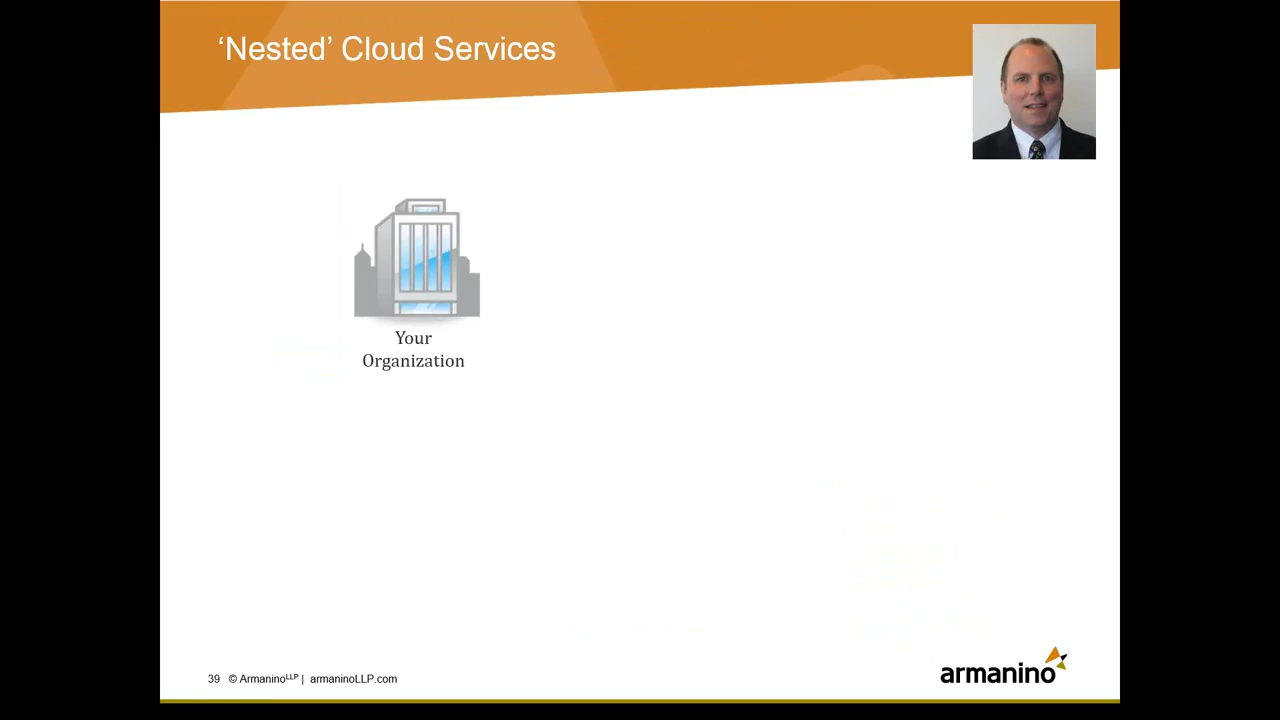 ‘Nested’ Cloud Services
Your
Organization
39 © ArmaninoLLP | armaninoLLP.com
armanino